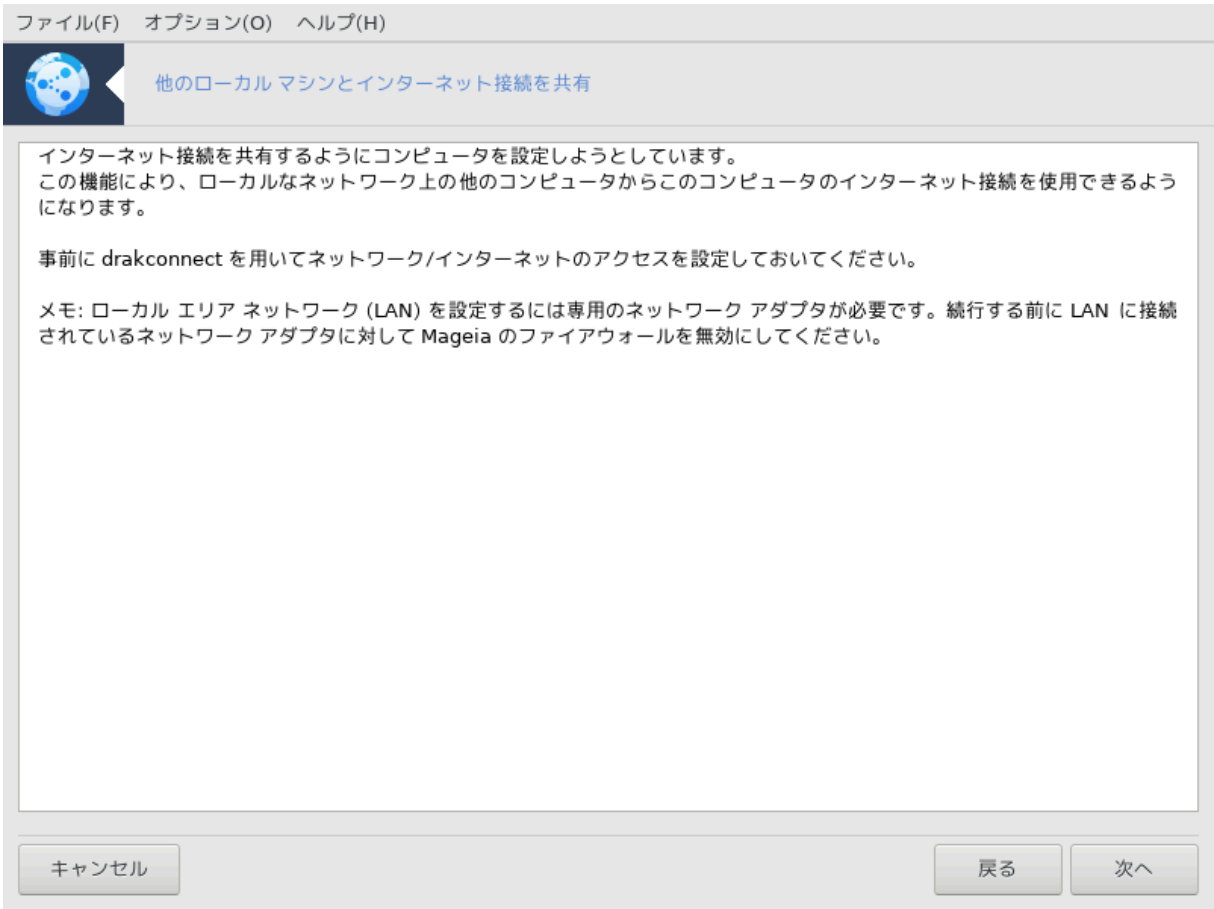 ファイル(F) オプション(O) ヘルプ(H)
他のローカル マシンとインターネット接続を共有
インターネット接続を共有するようにコンピュータを設定しようとしています。
この機能により、ローカルなネットワーク上の他のコンピュータからこのコンピュータのインターネット接続を使用できるよう
になります。
事前に drakconnect を用いてネットワーク/インターネットのアクセスを設定しておいてください。
メモ: ローカル エリア ネットワーク (LAN) を設定するには専用のネットワーク アダプタが必要です。続行する前に LAN に接続
されているネットワーク アダプタに対して Mageia のファイアウォールを無効にしてください。
キャンセル 戻る 次へ